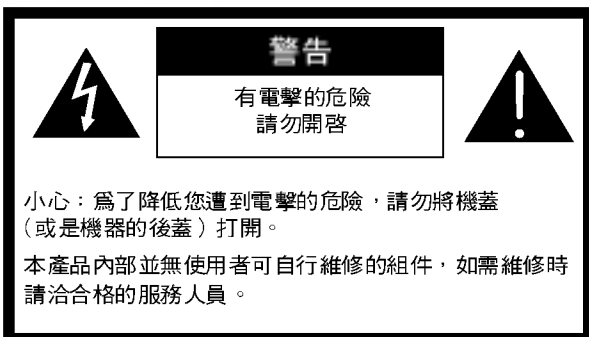 警告
有電擊的危險
請勿開啓
小心：爲了降低您遭到電擊的危險，請勿將機蓋
（或是機器的後蓋）打開。
本產品內部並無使用者可自行維修的組件，如需維修時
請洽合格的服務人員。